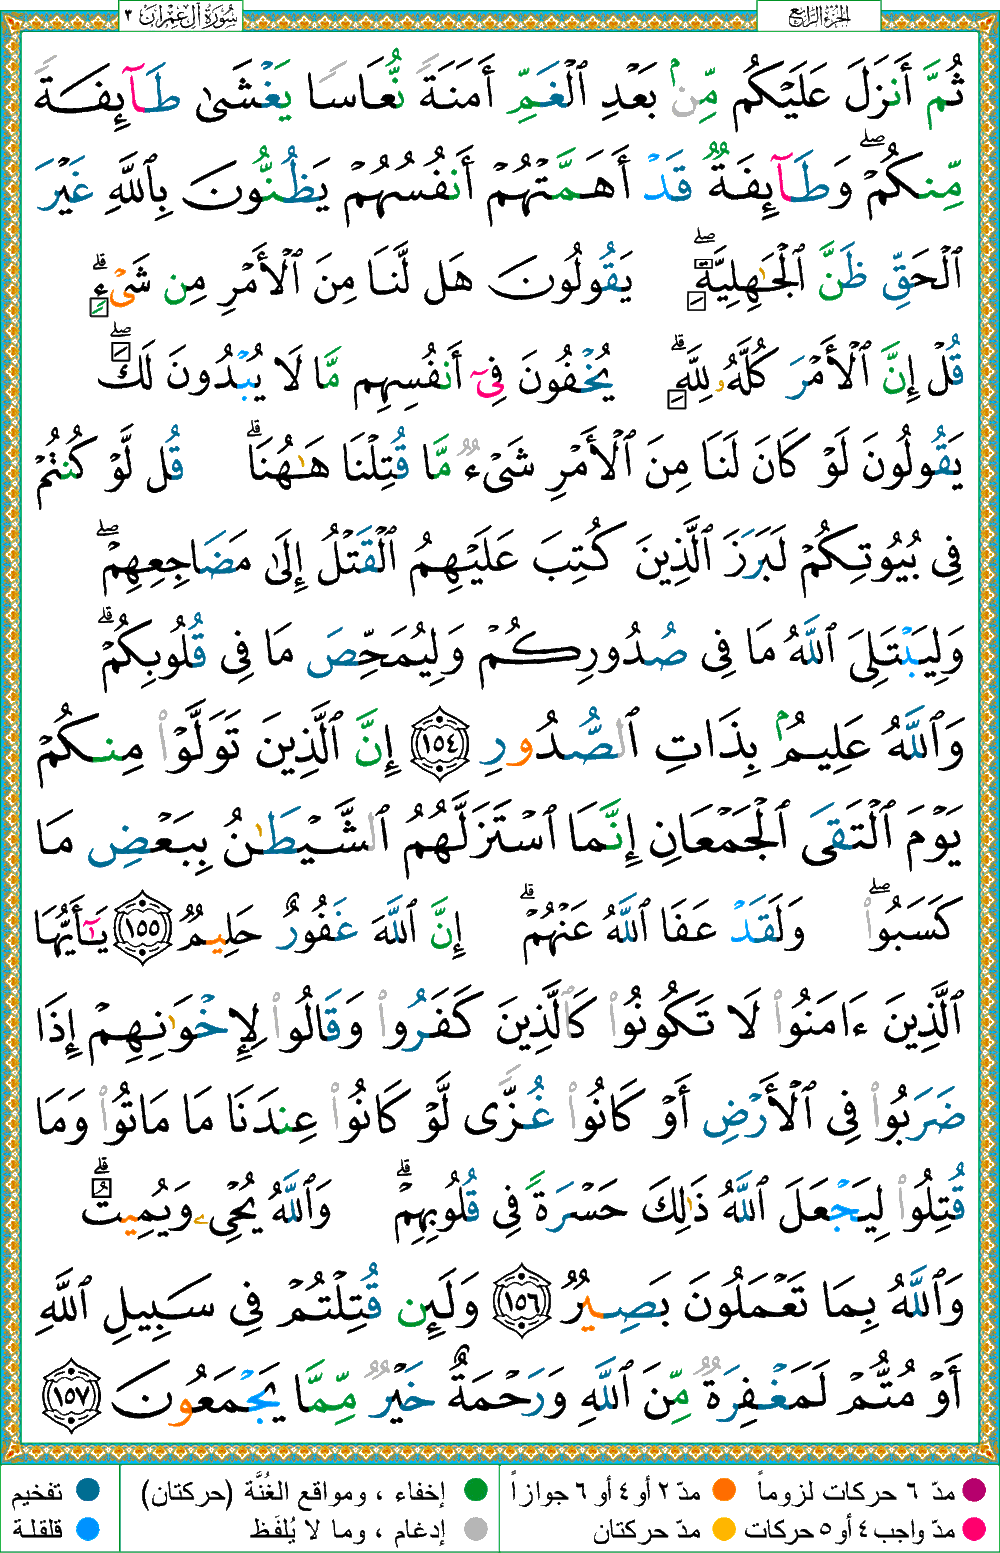 سُورَةُ آلِ عِمْرَانَ ٣
الجُزءُ الرَّابِعُ
ثُمَّ أَنزَلَ عَلَيۡكُم مِّنۢ بَعۡدِ ٱلۡغَمِّ أَمَنَةٗ نُّعَاسٗا يَغۡشَىٰ طَآئِفَةٗ
مِّنكُمۡۖ وَطَآئِفَةٞ قَدۡ أَهَمَّتۡهُمۡ أَنفُسُهُمۡ يَظُنُّونَ بِٱللَّهِ غَيۡرَ
ٱلۡحَقِّ ظَنَّ ٱلۡجَٰهِلِيَّةِۖ يَقُولُونَ هَل لَّنَا مِنَ ٱلۡأَمۡرِ مِن شَيۡءٖۗ
قُلۡ إِنَّ ٱلۡأَمۡرَ كُلَّهُۥ لِلَّهِۗ يُخۡفُونَ فِيٓ أَنفُسِهِم مَّا لَا يُبۡدُونَ لَكَۖ
يَقُولُونَ لَوۡ كَانَ لَنَا مِنَ ٱلۡأَمۡرِ شَيۡءٞ مَّا قُتِلۡنَا هَٰهُنَاۗ قُل لَّوۡ كُنتُمۡ
فِي بُيُوتِكُمۡ لَبَرَزَ ٱلَّذِينَ كُتِبَ عَلَيۡهِمُ ٱلۡقَتۡلُ إِلَىٰ مَضَاجِعِهِمۡۖ
وَلِيَبۡتَلِيَ ٱللَّهُ مَا فِي صُدُورِكُمۡ وَلِيُمَحِّصَ مَا فِي قُلُوبِكُمۡۗ
وَٱللَّهُ عَلِيمُۢ بِذَاتِ ٱلصُّدُورِ ١٥٤ إِنَّ ٱلَّذِينَ تَوَلَّوۡاْ مِنكُمۡ
يَوۡمَ ٱلۡتَقَى ٱلۡجَمۡعَانِ إِنَّمَا ٱسۡتَزَلَّهُمُ ٱلشَّيۡطَٰنُ بِبَعۡضِ مَا
كَسَبُواْۖ وَلَقَدۡ عَفَا ٱللَّهُ عَنۡهُمۡۗ إِنَّ ٱللَّهَ غَفُورٌ حَلِيمٞ ١٥٥ يَٰٓأَيُّهَا
ٱلَّذِينَ ءَامَنُواْ لَا تَكُونُواْ كَٱلَّذِينَ كَفَرُواْ وَقَالُواْ لِإِخۡوَٰنِهِمۡ إِذَا
ضَرَبُواْ فِي ٱلۡأَرۡضِ أَوۡ كَانُواْ غُزّٗى لَّوۡ كَانُواْ عِندَنَا مَا مَاتُواْ وَمَا
قُتِلُواْ لِيَجۡعَلَ ٱللَّهُ ذَٰلِكَ حَسۡرَةٗ فِي قُلُوبِهِمۡۗ وَٱللَّهُ يُحۡيِۦ وَيُمِيتُۗ
وَٱللَّهُ بِمَا تَعۡمَلُونَ بَصِيرٞ ١٥٦ وَلَئِن قُتِلۡتُمۡ فِي سَبِيلِ ٱللَّهِ
أَوۡ مُتُّمۡ لَمَغۡفِرَةٞ مِّنَ ٱللَّهِ وَرَحۡمَةٌ خَيۡرٞ مِّمَّا يَجۡمَعُونَ ١٥٧
مدّ ٦ حركات لزوماً مدّ ٢ أو ٤ أو ٦ جوازاً إخفاء ، ومواقع الغُنَّة (حركتان) تفخيم
مدّ واجب ٤ أو ٥ حركات مدّ حركتان إدغام ، وما لا يُلفَظ قلقلة